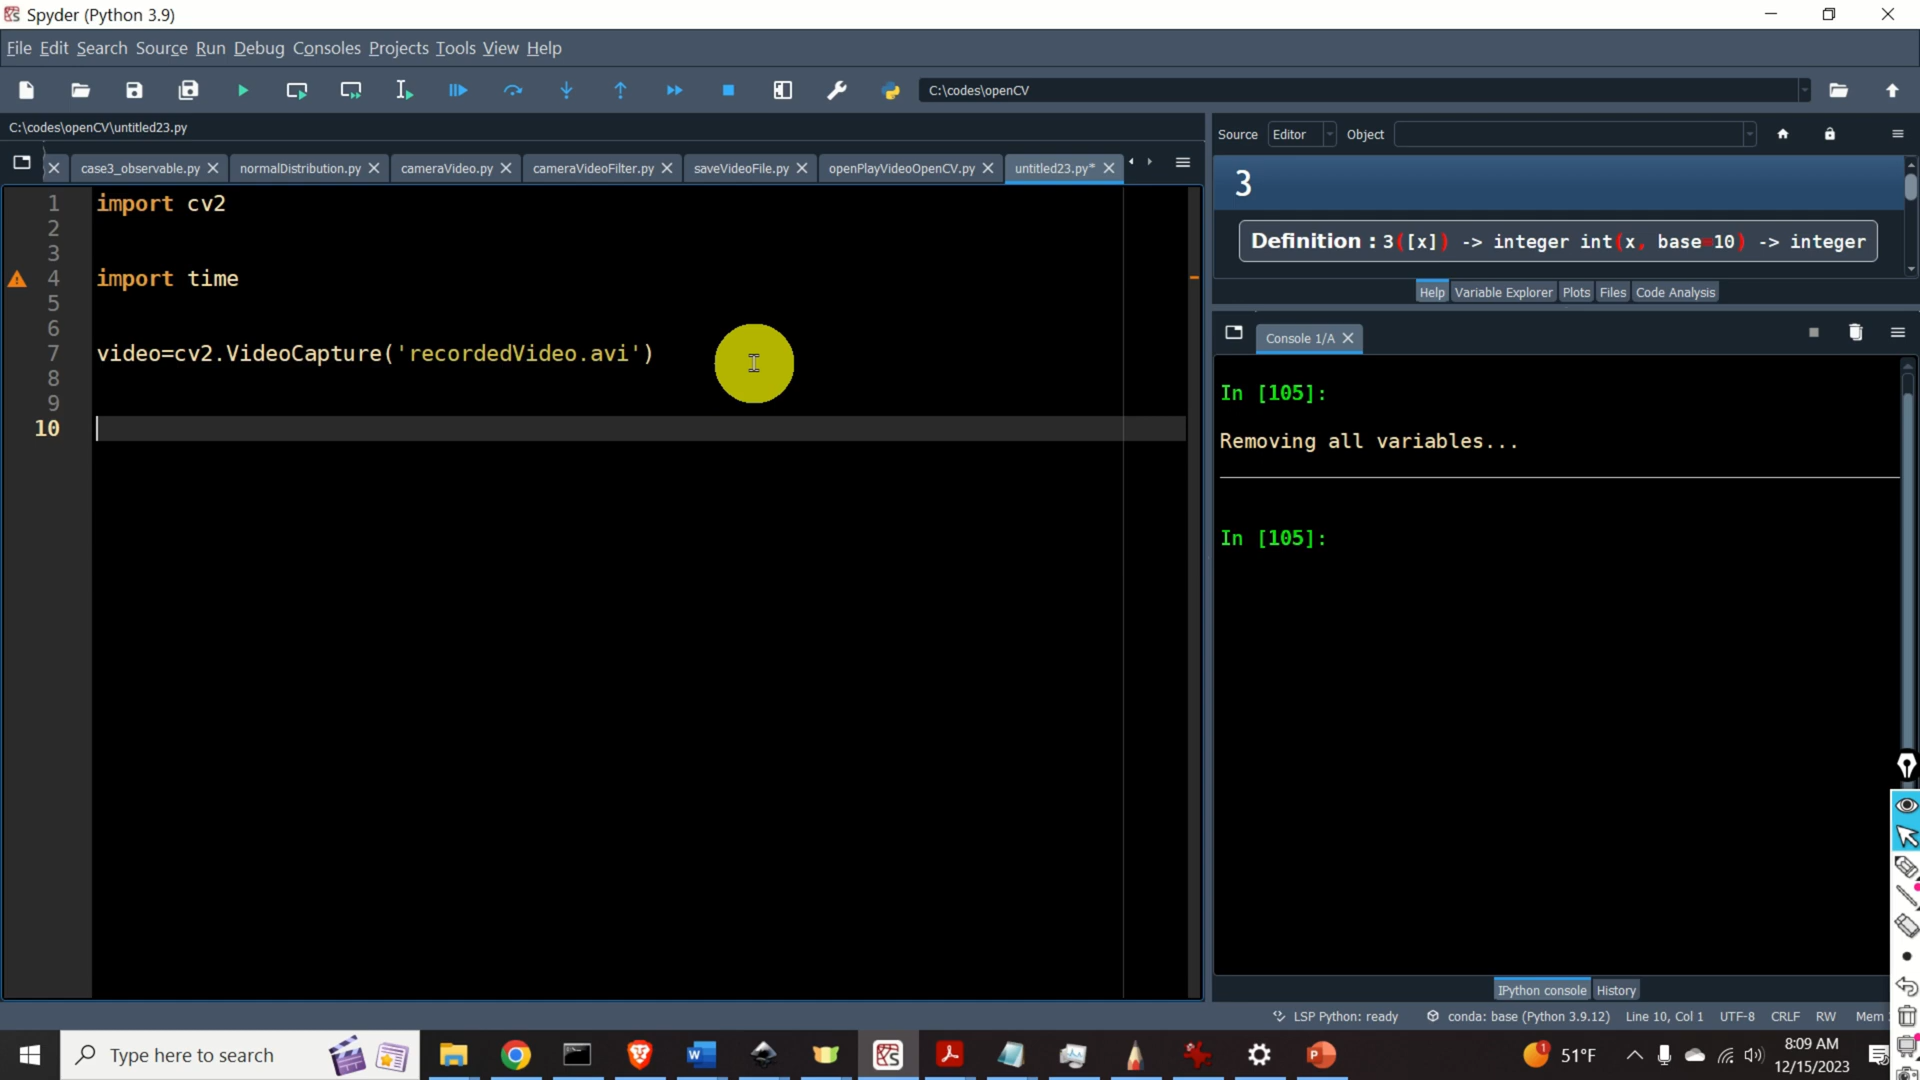 Spyder (Python 3.9)
File Edit Search Source Run Debug Consoles Projects Tools View Help
C:\codes\openCV
C:\codes\openCV\untitled23.py
Source Editor Object
case3_observable.py normalDistribution.py cameraVideo.py cameraVideoFilter.py saveVideoFile.py openPlayVideoOpenCV.py untitled23.py*
3
Definition : 3([x]) -> integer int(x, base=10) -> integer
Help Variable Explorer Plots Files Code Analysis
1 import cv2
2
3
4 import time
5
6
7 video=cv2.VideoCapture('recordedVideo.avi')
8
9
10
Console 1/A
In [105]:
Removing all variables...
In [105]:
IPython console History
LSP Python: ready conda: base (Python 3.9.12) Line 10, Col 1 UTF-8 CRLF RW Mem
Type here to search
1 51°F
8:09 AM
12/15/2023